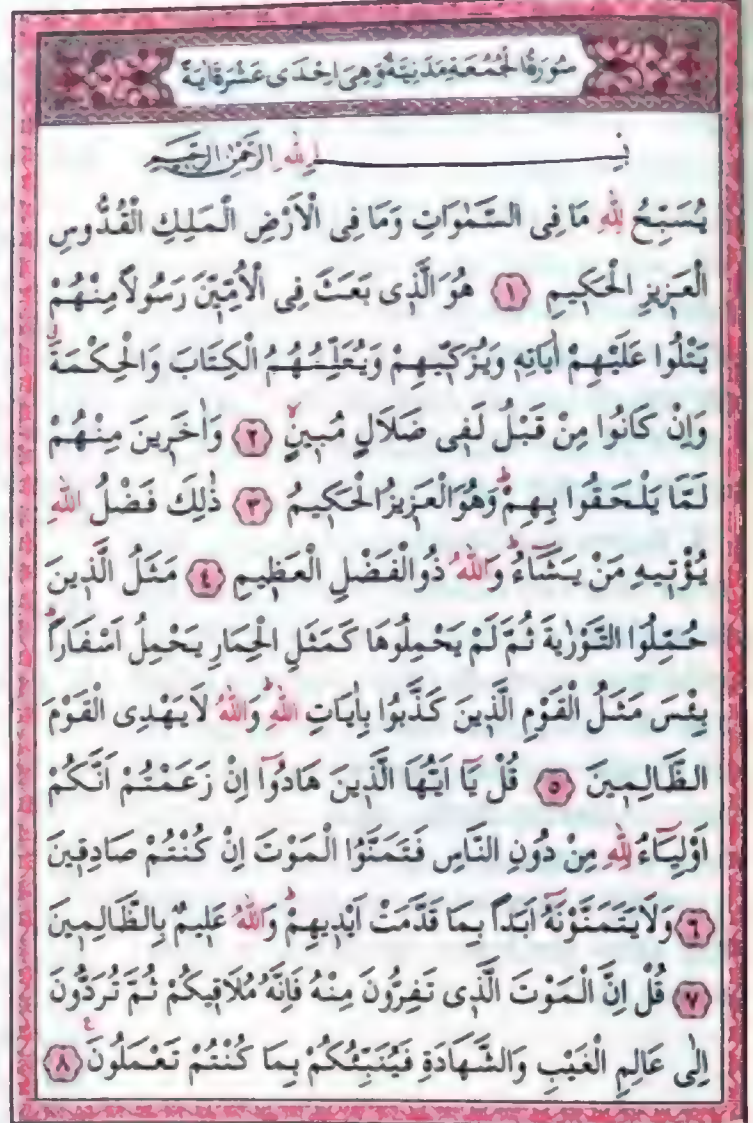 سُورَةُ الْجُمُعَةِ مَدَنِيَّةٌ وَهِيَ اِحْدٰى عَشْرَةَ اٰيَةً
بِسْــــــــــــمِ اللّٰهِ الرَّحْمٰنِ الرَّحٖيمِ
يُسَبِّحُ لِلّٰهِ مَا فِى السَّمٰوَاتِ وَمَا فِى الْاَرْضِ الْمَلِكِ الْقُدُّوسِ
الْعَزٖيزِ الْحَكٖيمِ ﴿١﴾ هُوَ الَّذٖى بَعَثَ فِى الْاُمِّيّٖنَ رَسُولًا مِنْهُمْ
يَتْلُوا عَلَيْهِمْ اٰيَاتِهٖ وَيُزَكّٖيهِمْ وَيُعَلِّمُهُمُ الْكِتَابَ وَالْحِكْمَةَۗ
وَاِنْ كَانُوا مِنْ قَبْلُ لَفٖى ضَلَالٍ مُبٖينٍۙ ﴿٢﴾ وَاٰخَرٖينَ مِنْهُمْ
لَمَّا يَلْحَقُوا بِهِمْۜ وَهُوَ الْعَزٖيزُ الْحَكٖيمُ ﴿٣﴾ ذٰلِكَ فَضْلُ اللّٰهِ
يُؤْتٖيهِ مَنْ يَشَٓاءُۜ وَاللّٰهُ ذُو الْفَضْلِ الْعَظٖيمِ ﴿٤﴾ مَثَلُ الَّذٖينَ
حُمِّلُوا التَّوْرٰيةَ ثُمَّ لَمْ يَحْمِلُوهَا كَمَثَلِ الْحِمَارِ يَحْمِلُ اَسْفَارًاۜ
بِئْسَ مَثَلُ الْقَوْمِ الَّذٖينَ كَذَّبُوا بِاٰيَاتِ اللّٰهِۜ وَاللّٰهُ لَا يَهْدِى الْقَوْمَ
الظَّالِمٖينَ ﴿٥﴾ قُلْ يَٓا اَيُّهَا الَّذٖينَ هَادُٓوا اِنْ زَعَمْتُمْ اَنَّكُمْ
اَوْلِيَٓاءُ لِلّٰهِ مِنْ دُونِ النَّاسِ فَتَمَنَّوُا الْمَوْتَ اِنْ كُنْتُمْ صَادِقٖينَ
﴿٦﴾ وَلَا يَتَمَنَّوْنَهُٓ اَبَدًا بِمَا قَدَّمَتْ اَيْدٖيهِمْۜ وَاللّٰهُ عَلٖيمٌ بِالظَّالِمٖينَ
﴿٧﴾ قُلْ اِنَّ الْمَوْتَ الَّذٖى تَفِرُّونَ مِنْهُ فَاِنَّهُ مُلَاقٖيكُمْ ثُمَّ تُرَدُّونَ
اِلٰى عَالِمِ الْغَيْبِ وَالشَّهَادَةِ فَيُنَبِّئُكُمْ بِمَا كُنْتُمْ تَعْمَلُونَ ﴿٨﴾